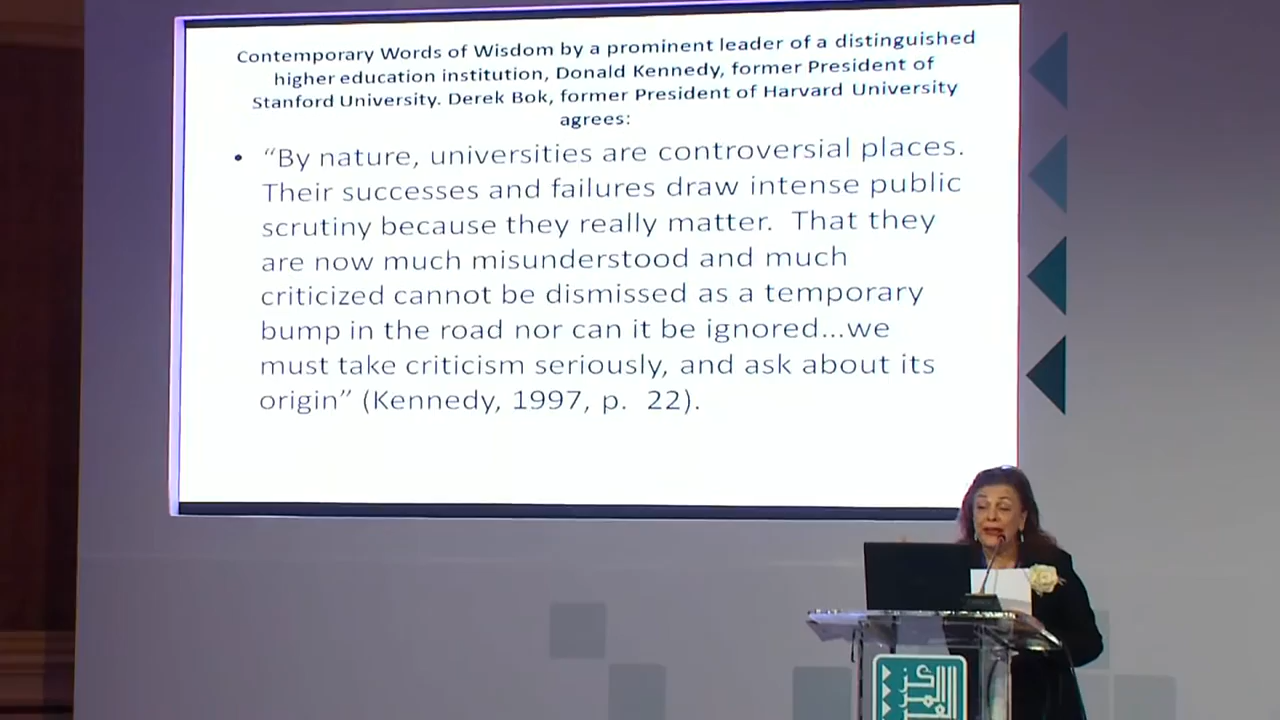 Contemporary Words of Wisdom by a prominent leader of a distinguished
higher education institution, Donald Kennedy, former President of
Stanford University. Derek Bok, former President of Harvard University
agrees:
• “By nature, universities are controversial places.
Their successes and failures draw intense public
scrutiny because they really matter.  That they
are now much misunderstood and much
criticized cannot be dismissed as a temporary
bump in the road nor can it be ignored...we
must take criticism seriously, and ask about its
origin” (Kennedy, 1997, p.  22).